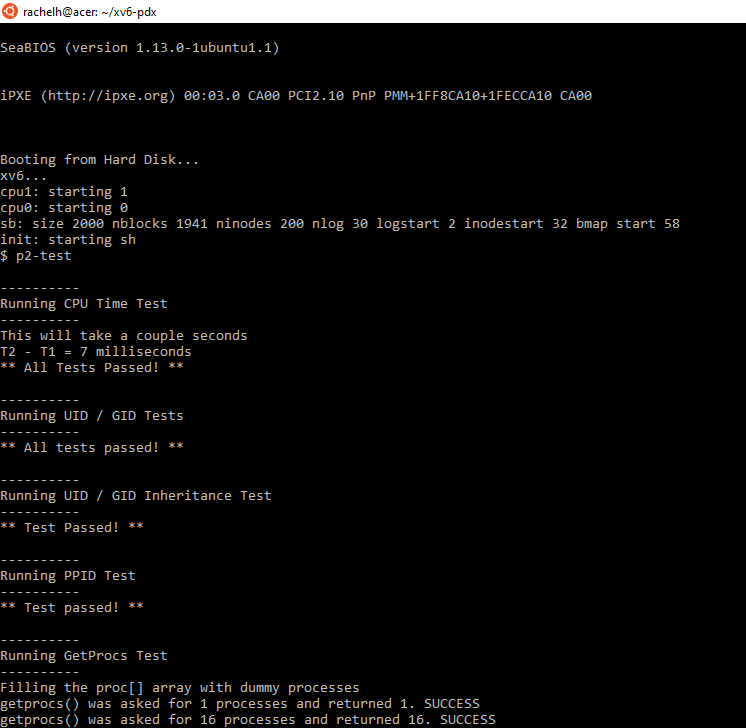 rachelh@acer: ~/xv6-pdx
SeaBIOS (version 1.13.0-1ubuntu1.1)
iPXE (http://ipxe.org) 00:03.0 CA00 PCI2.10 PnP PMM+1FF8CA10+1FECCA10 CA00
Booting from Hard Disk...
xv6...
cpu1: starting 1
cpu0: starting 0
sb: size 2000 nblocks 1941 ninodes 200 nlog 30 logstart 2 inodestart 32 bmap start 58
init: starting sh
$ p2-test
----------
Running CPU Time Test
----------
This will take a couple seconds
T2 - T1 = 7 milliseconds
** All Tests Passed! **
----------
Running UID / GID Tests
----------
** All tests passed! **
----------
Running UID / GID Inheritance Test
----------
** Test Passed! **
----------
Running PPID Test
----------
** Test passed! **
----------
Running GetProcs Test
----------
Filling the proc[] array with dummy processes
getprocs() was asked for 1 processes and returned 1. SUCCESS
getprocs() was asked for 16 processes and returned 16. SUCCESS